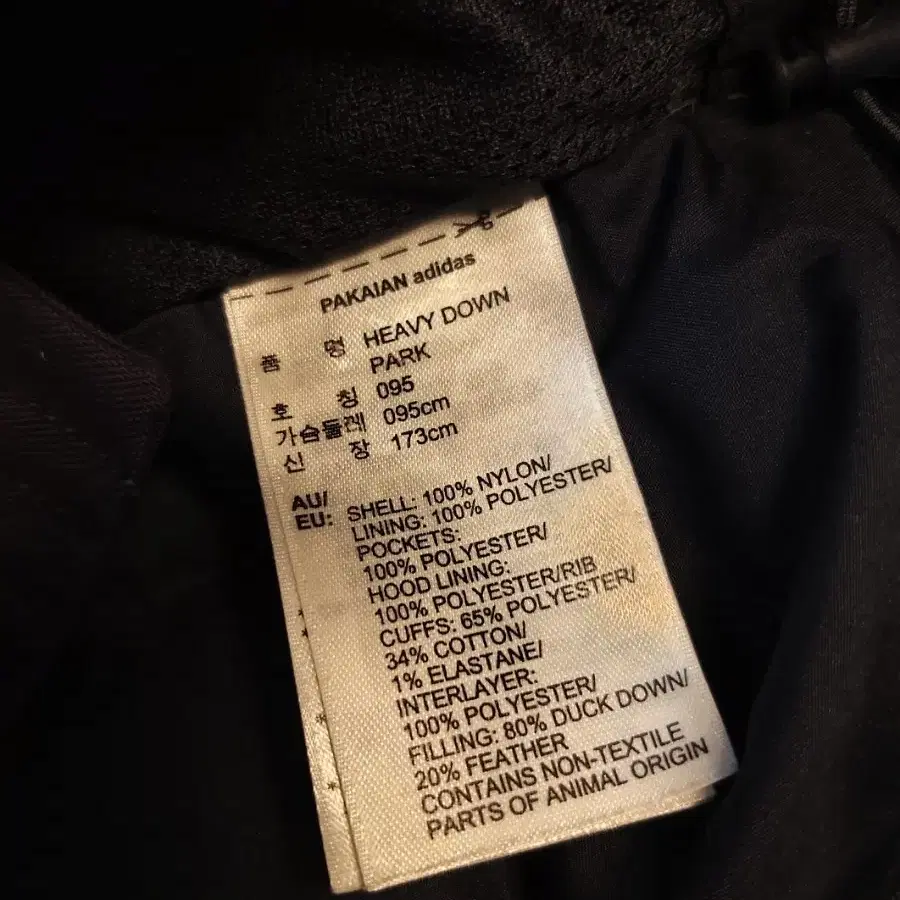 PAKAIAN adidas
품 명 HEAVY DOWN
PARK
호 칭 095
가슴둘레 095cm
신 장 173cm
AU/
EU: SHELL: 100% NYLON/
LINING: 100% POLYESTER/
POCKETS:
100% POLYESTER/
HOOD LINING:
100% POLYESTER/RIB
CUFFS: 65% POLYESTER/
34% COTTON/
1% ELASTANE/
INTERLAYER:
100% POLYESTER/
FILLING: 80% DUCK DOWN/
20% FEATHER
CONTAINS NON-TEXTILE
PARTS OF ANIMAL ORIGIN